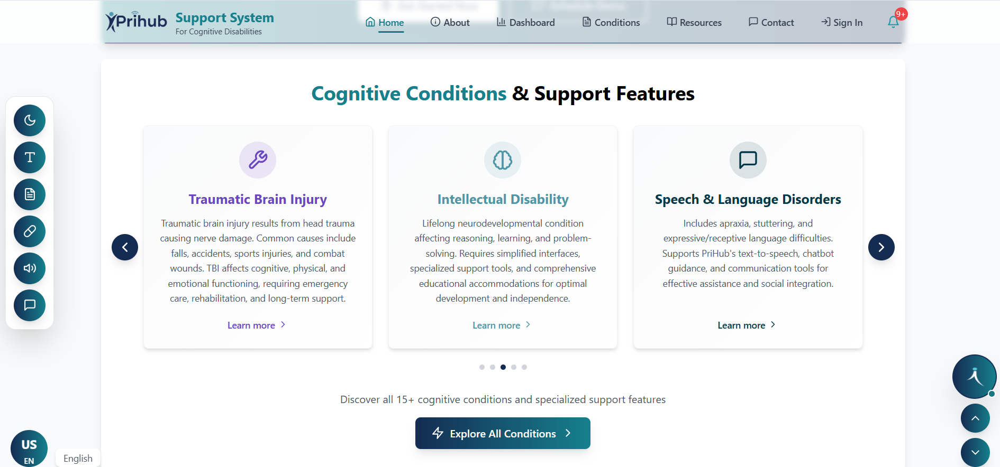 Prihub
Support System
For Cognitive Disabilities
Home
About
Dashboard
Conditions
Resources
Contact
Sign In
9+
Cognitive Conditions & Support Features
Traumatic Brain Injury
Traumatic brain injury results from head trauma
causing nerve damage. Common causes include
falls, accidents, sports injuries, and combat
wounds. TBI affects cognitive, physical, and
emotional functioning, requiring emergency
care, rehabilitation, and long-term support.
Learn more
Intellectual Disability
Lifelong neurodevelopmental condition
affecting reasoning, learning, and problem-
solving. Requires simplified interfaces,
specialized support tools, and comprehensive
educational accommodations for optimal
development and independence.
Learn more
Speech & Language Disorders
Includes apraxia, stuttering, and
expressive/receptive language difficulties.
Supports PriHub's text-to-speech, chatbot
guidance, and communication tools for
effective assistance and social integration.
Learn more
Discover all 15+ cognitive conditions and specialized support features
Explore All Conditions
US
EN
English